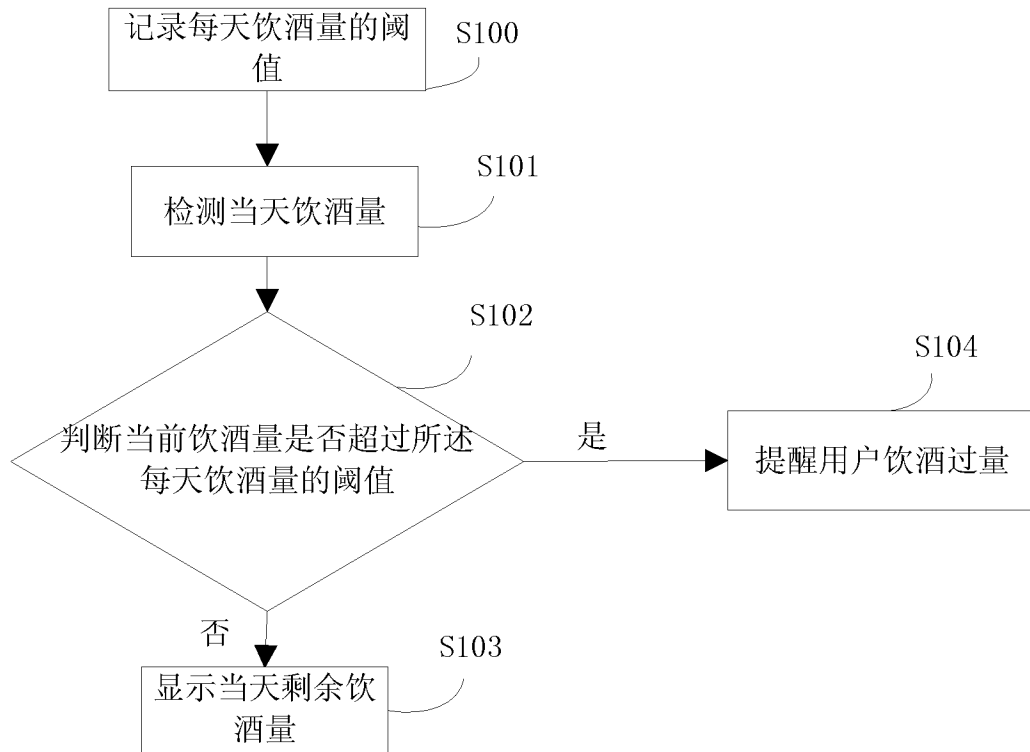 记录每天饮酒量的阈
值
S100
S101
检测当天饮酒量
S102
S104
判断当前饮酒量是否超过所述
每天饮酒量的阈值
是
提醒用户饮酒过量
否
S103
显示当天剩余饮
酒量